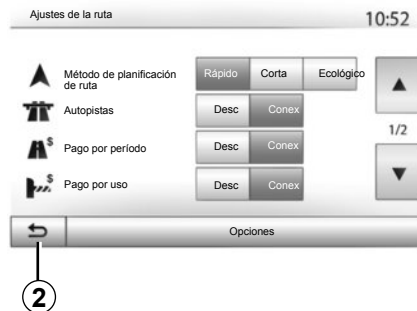 Ajustes de la ruta 10:52
Método de planificación de ruta Rápido Corta Ecológico
Autopistas Desc Conex
1/2
Pago por período Desc Conex
Pago por uso Desc Conex
Opciones
2